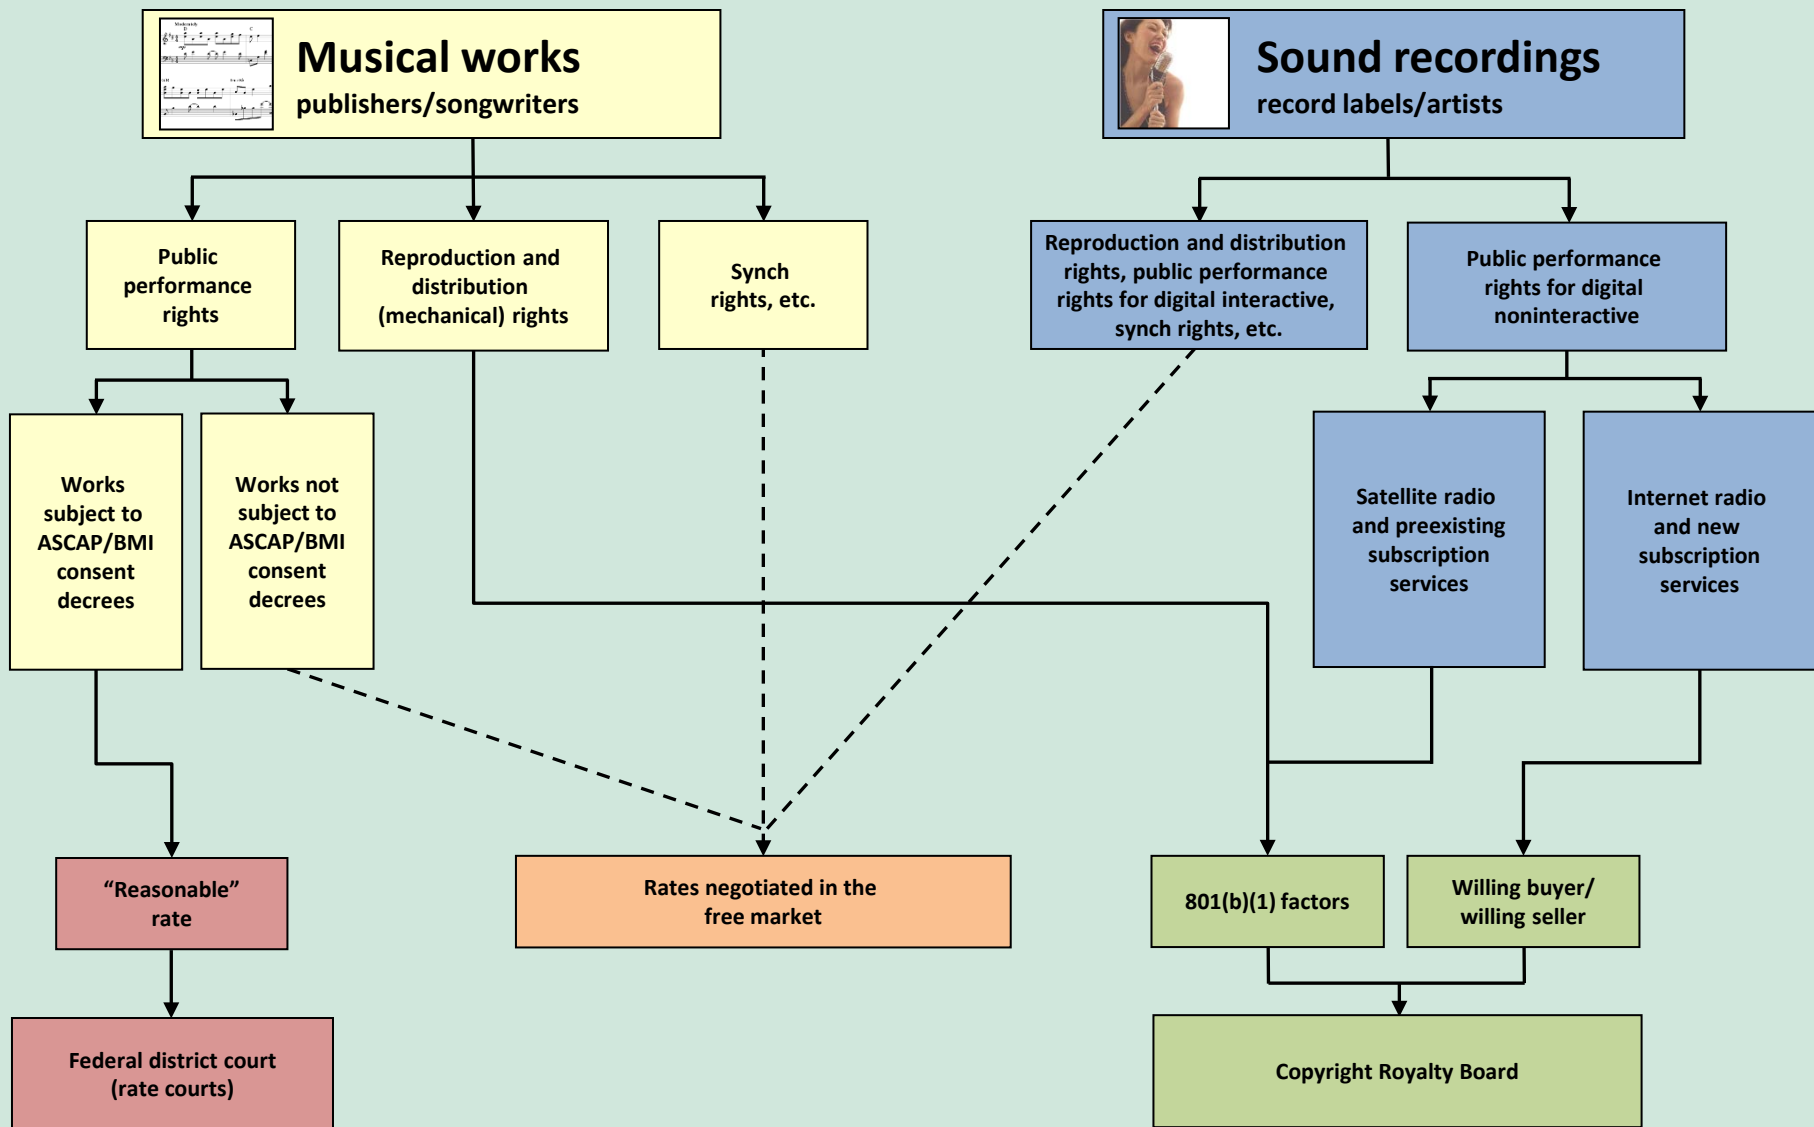 Musical works
publishers/songwriters
Sound recordings
record labels/artists
Public
performance
rights
Reproduction and
distribution
(mechanical) rights
Synch
rights, etc.
Reproduction and distribution
rights, public performance
rights for digital interactive,
synch rights, etc.
Public performance
rights for digital
noninteractive
Works
subject to
ASCAP/BMI
consent
decrees
Works not
subject to
ASCAP/BMI
consent
decrees
Satellite radio
and preexisting
subscription
services
Internet radio
and new
subscription
services
“Reasonable”
rate
Rates negotiated in the
free market
801(b)(1) factors
Willing buyer/
willing seller
Federal district court
(rate courts)
Copyright Royalty Board